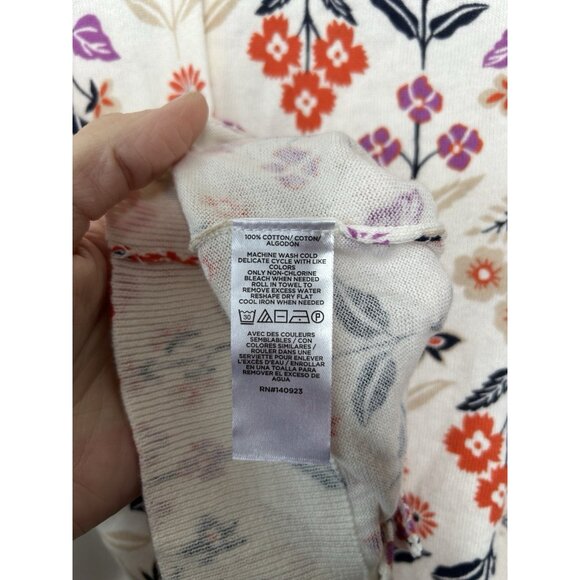 100% COTTON/ COTON/
ALGODON
MACHINE WASH COLD
DELICATE CYCLE WITH LIKE
COLORS
ONLY NON-CHLORINE
BLEACH WHEN NEEDED
ROLL IN TOWEL TO
REMOVE EXCESS WATER
RESHAPE DRY FLAT
COOL IRON WHEN NEEDED
30 P
AVEC DES COULEURS
SEMBLABLES / CON
COLORES SIMILARES /
ROULER DANS UNE
SERVIETTE POUR ENLEVER
L'EXCÉS D'EAU / ENROLLAR
EN UNA TOALLA PARA
REMOVER EL EXCESO DE
AGUA
RN#140923